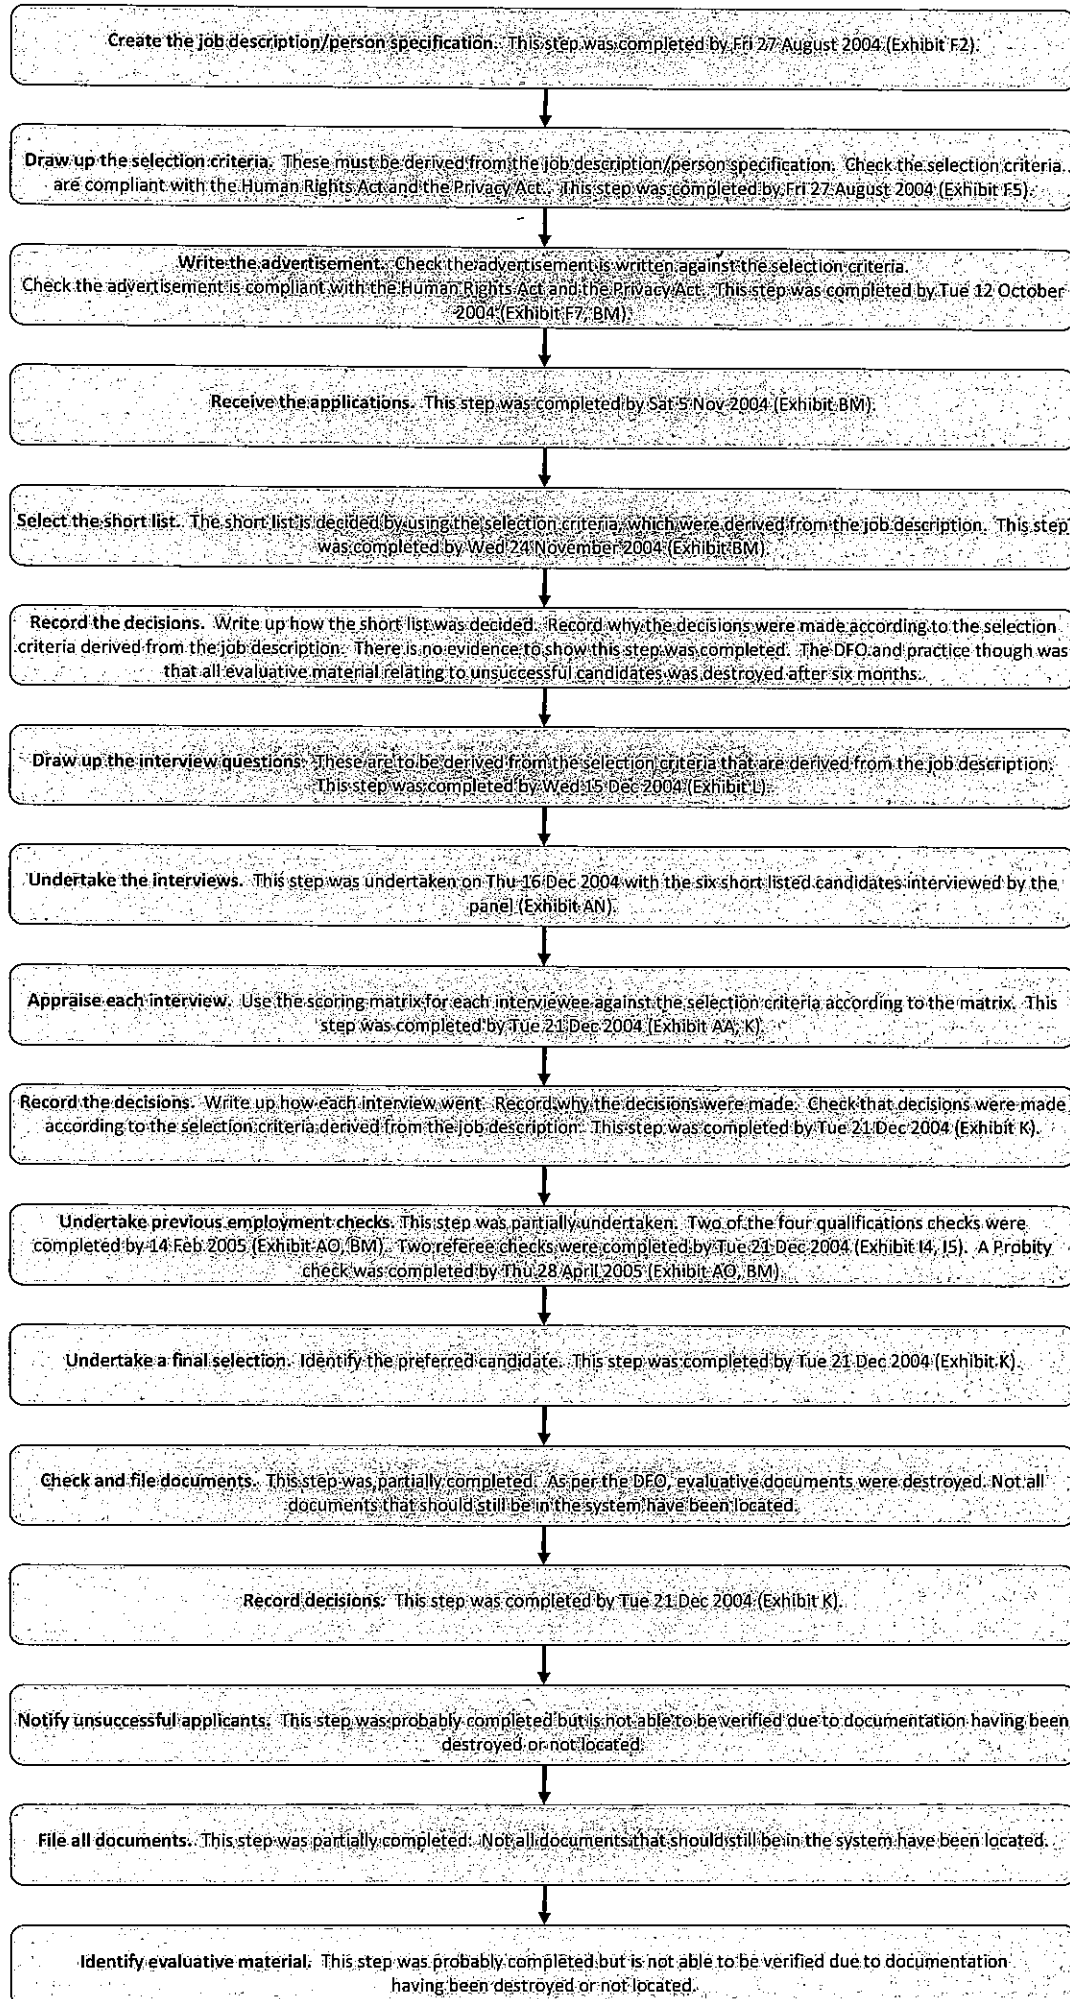 Create the job description/person specification. This step was completed by Fri 27 August 2004 (Exhibit F2).
Draw up the selection criteria. These must be derived from the job description/person specification. Check the selection criteria
are compliant with the Human Rights Act and the Privacy Act. This step was completed by Fri 27 August 2004 (Exhibit F5).
Write the advertisement. Check the advertisement is written against the selection criteria.
Check the advertisement is compliant with the Human Rights Act and the Privacy Act. This step was completed by Tue 12 October
2004 (Exhibit F7, BM).
Receive the applications. This step was completed by Sat 5 Nov 2004 (Exhibit BM).
Select the short list. The short list is decided by using the selection criteria, which were derived from the job description. This step
was completed by Wed 24 November 2004 (Exhibit BM)
Record the decisions. Write up how the short list was decided. Record why the decisions were made according to the selection
criteria derived from the job description. There is no evidence to show this step was completed. The DFO and practice though was
that all evaluative material relating to unsuccessful candidates was destroyed after six months.
Draw up the interview questions. These are to be derived from the selection criteria that are derived from the job description.
This step was completed by Wed 15 Dec 2004 (Exhibit L).
Undertake the interviews. This step was undertaken on Thu 16 Dec 2004 with the six short listed candidates interviewed by the
panel (Exhibit AN).
Appraise each interview. Use the scoring matrix for each interviewee against the selection criteria according to the matrix. This
step was completed by Tue 21 Dec 2004 (Exhibit AA, K).
Record the decisions. Write up how each interview went. Record why the decisions were made. Check that decisions were made
according to the selection criteria derived from the job description. This step was completed by Tue 21 Dec 2004 (Exhibit K).
Undertake previous employment checks. This step was partially undertaken. Two of the four qualifications checks were
completed by 14 Feb 2005 (Exhibit AO, BM). Two referee checks were completed by Tue 21 Dec 2004 (Exhibit I4, I5). A Probity
check was completed by Thu 28 April 2005 (Exhibit AO, BM)
Undertake a final selection. Identify the preferred candidate. This step was completed by Tue 21 Dec 2004 (Exhibit K).
Check and file documents. This step was partially completed. As per the DFO, evaluative documents were destroyed. Not all
documents that should still be in the system have been located.
Record decisions. This step was completed by Tue 21 Dec 2004 (Exhibit K).
Notify unsuccessful applicants. This step was probably completed but is not able to be verified due to documentation having been
destroyed or not located.
File all documents. This step was partially completed. Not all documents that should still be in the system have been located.
Identify evaluative material. This step was probably completed but is not able to be verified due to documentation
having been destroyed or not located.